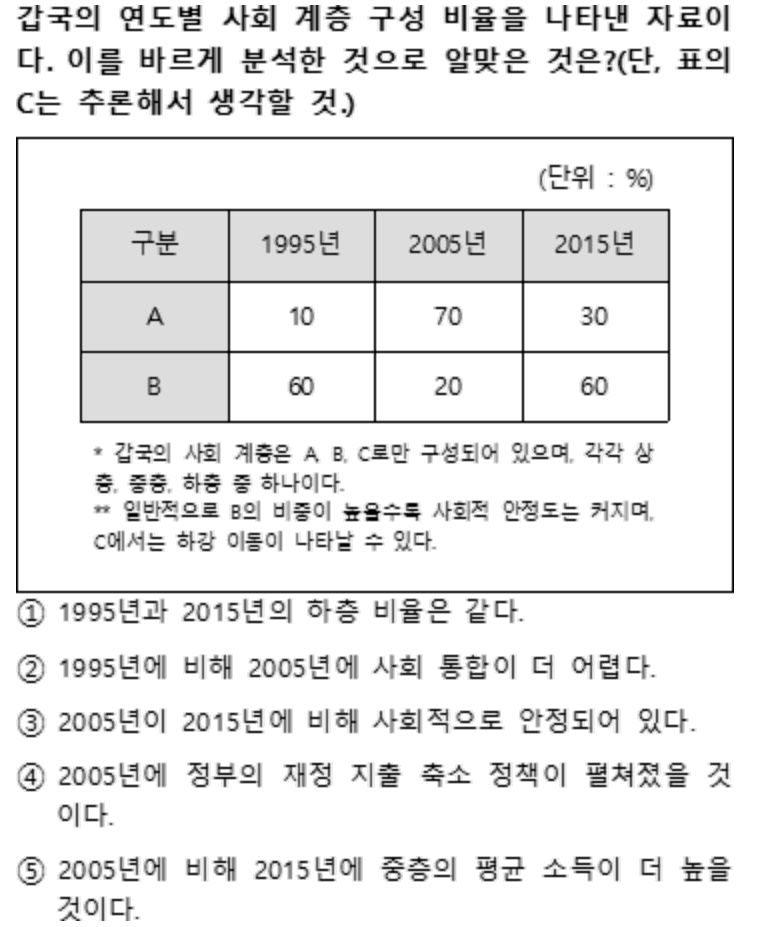 갑국의 연도별 사회 계층 구성 비율을 나타낸 자료이
다. 이를 바르게 분석한 것으로 알맞은 것은?(단, 표의
C는 추론해서 생각할 것.)
(단위 : %)
구분 1995년 2005년 2015년
A 10 70 30
B 60 20 60
* 갑국의 사회 계층은 A, B, C로만 구성되어 있으며, 각각 상
층, 중층, 하층 중 하나이다.
** 일반적으로 B의 비중이 높을수록 사회적 안정도는 커지며,
C에서는 하강 이동이 나타날 수 있다.
① 1995년과 2015년의 하층 비율은 같다.
② 1995년에 비해 2005년에 사회 통합이 더 어렵다.
③ 2005년이 2015년에 비해 사회적으로 안정되어 있다.
④ 2005년에 정부의 재정 지출 축소 정책이 펼쳐졌을 것
이다.
⑤ 2005년에 비해 2015년에 중층의 평균 소득이 더 높을
것이다.